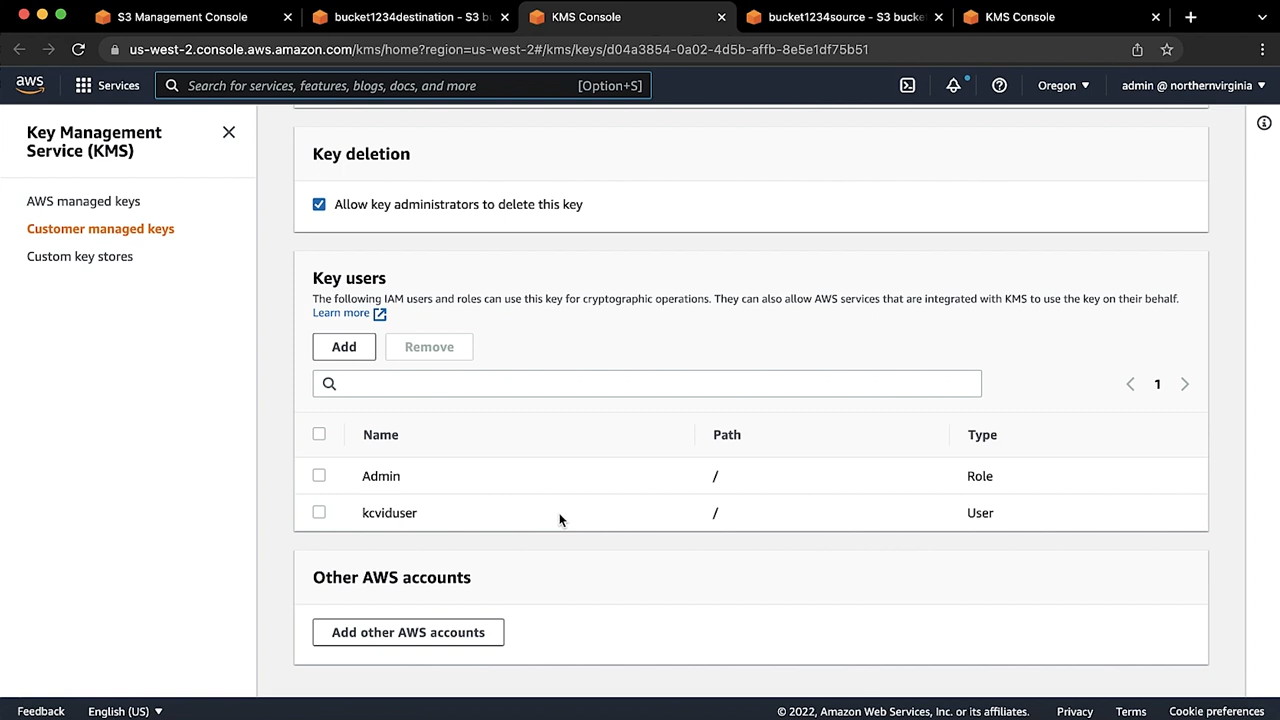 S3 Management Console
bucket1234destination - S3 bu
KMS Console
bucket1234source - S3 bucke
KMS Console
us-west-2.console.aws.amazon.com/kms/home?region=us-west-2#/kms/keys/d04a3854-0a02-4d5b-affb-8e5e1df75b51
aws
Services
Search for services, features, blogs, docs, and more
[Option+S]
Oregon
admin @ northernvirginia
Key Management
Service (KMS)
AWS managed keys
Customer managed keys
Custom key stores
Key deletion
Allow key administrators to delete this key
Key users
The following IAM users and roles can use this key for cryptographic operations. They can also allow AWS services that are integrated with KMS to use the key on their behalf.
Learn more
Add
Remove
1
Name
Path
Type
Admin
/
Role
kcviduser
/
User
Other AWS accounts
Add other AWS accounts
Feedback
English (US)
© 2022, Amazon Web Services, Inc. or its affiliates.
Privacy
Terms
Cookie preferences